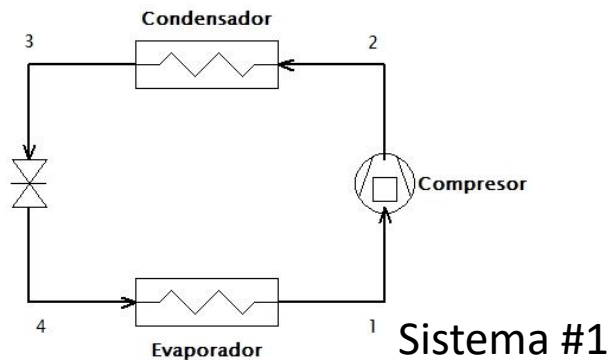 Condensador
3
2
Compresor
4
Evaporador
1
Sistema #1